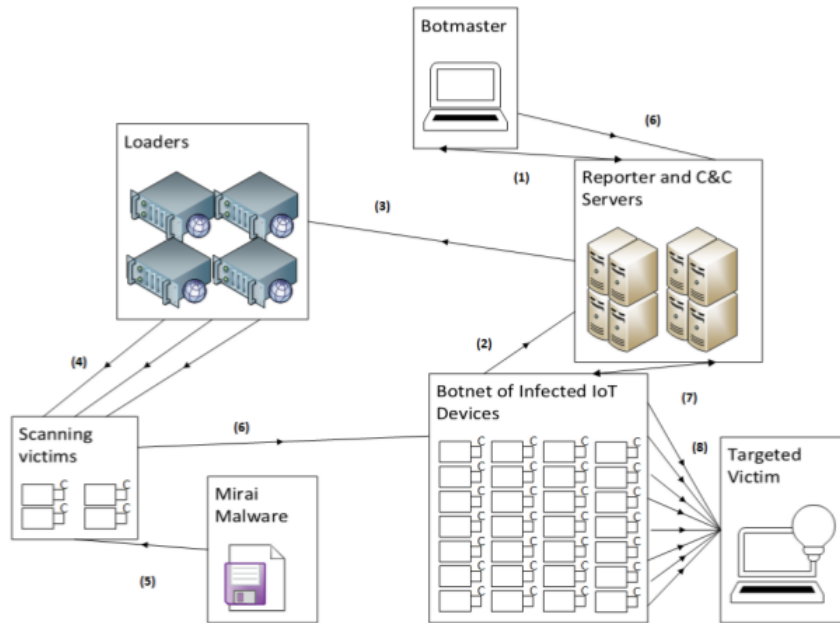 Botmaster
(6)
Loaders
(1)
Reporter and C&C
Servers
(3)
(2)
(4)
(7)
Botnet of Infected IoT
Devices
Scanning
victims
C C
C C
(6)
(8)
Targeted
Victim
Mirai
Malware
(5)
C C C C
C C C C
C C C C
C C C C
C C C C
C C C C
C C C C